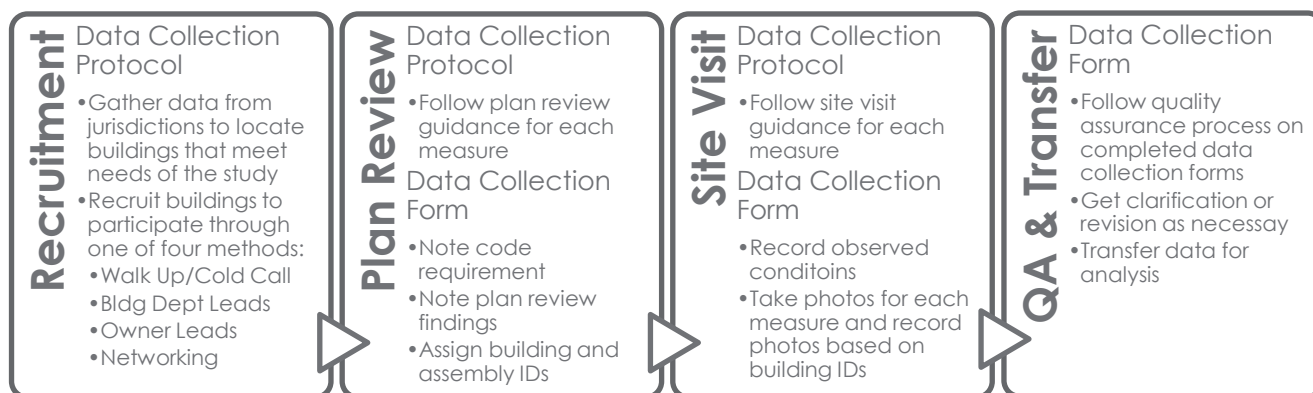 Recruitment
Data Collection
Protocol
•Gather data from
jurisdictions to locate
buildings that meet
needs of the study
•Recruit buildings to
participate through
one of four methods:
•Walk Up/Cold Call
•Bldg Dept Leads
•Owner Leads
•Networking
Plan Review
Data Collection
Protocol
•Follow plan review
guidance for each
measure
Data Collection
Form
•Note code
requirement
•Note plan review
findings
•Assign building and
assembly IDs
Site Visit
Data Collection
Protocol
•Follow site visit
guidance for each
measure
Data Collection
Form
•Record observed
conditoins
•Take photos for each
measure and record
photos based on
building IDs
QA & Transfer
Data Collection
Form
•Follow quality
assurance process on
completed data
collection forms
•Get clarification or
revision as necessay
•Transfer data for
analysis